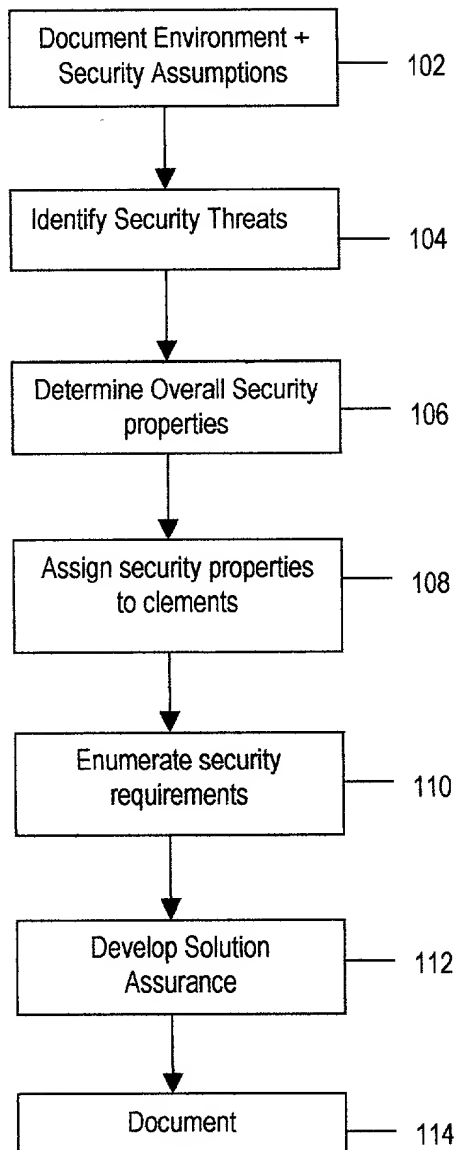 Document Environment +
Security Assumptions
102
Identify Security Threats
104
Determine Overall Security
properties
106
Assign security properties
to clements
108
Enumerate security
requirements
110
Develop Solution
Assurance
112
Document
114